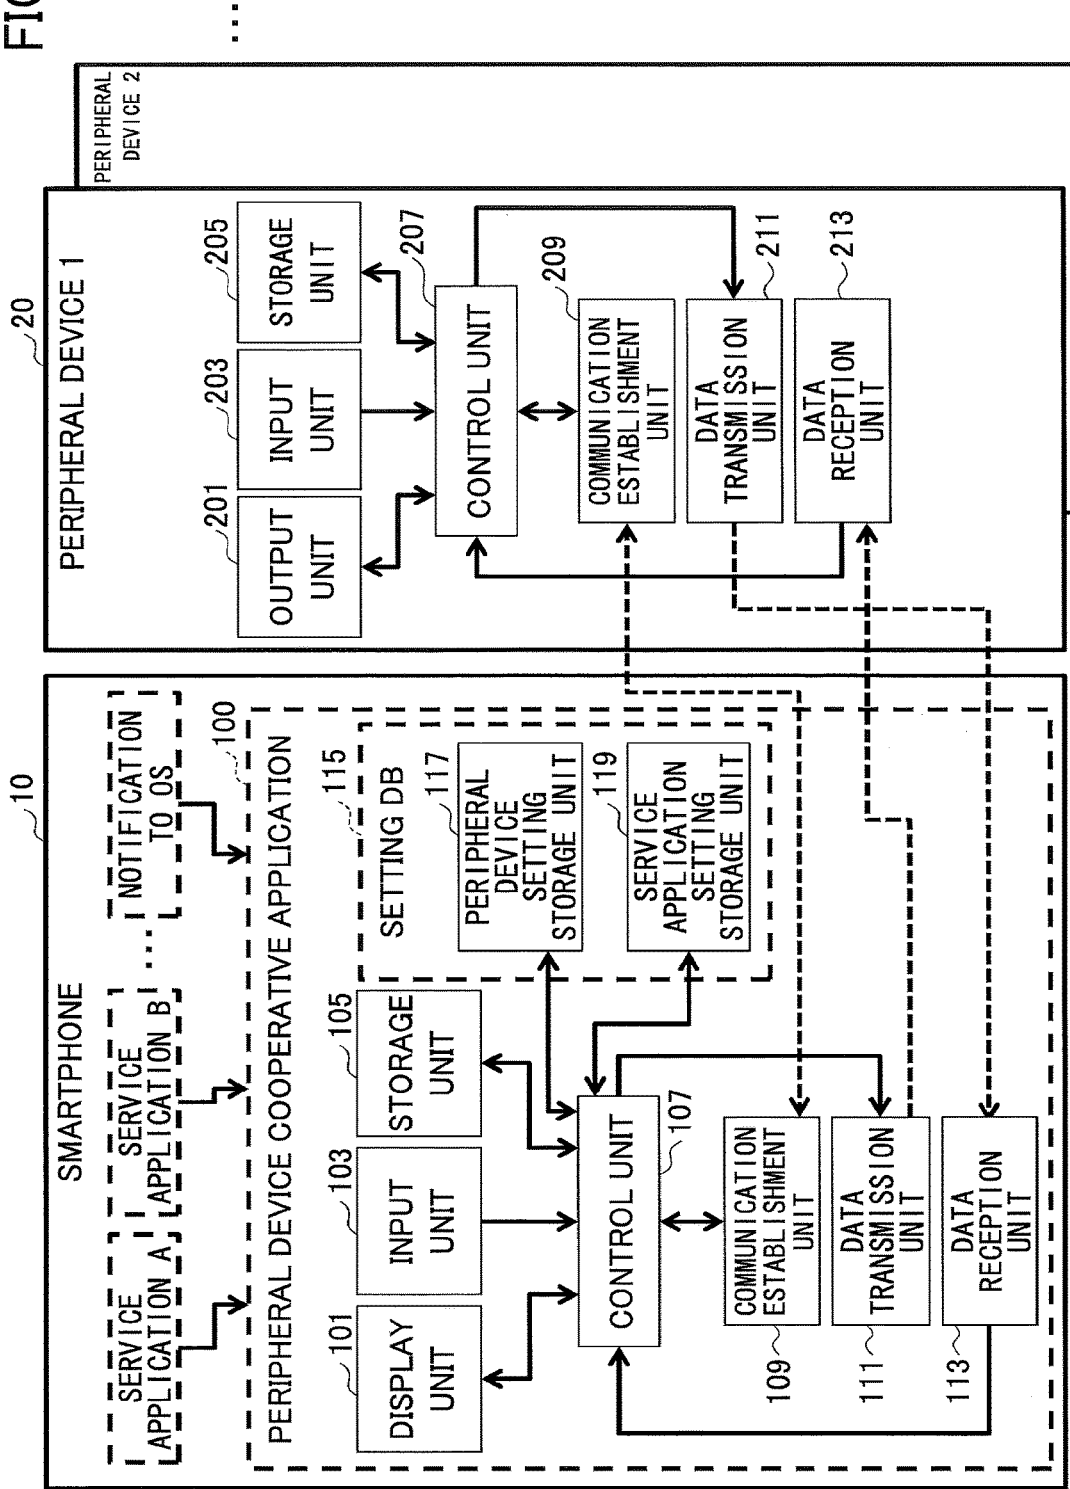 FIG
10
SMARTPHONE
SERVICE
APPLICATION A
SERVICE
APPLICATION B
...
NOTIFICATION
TO OS
100
PERIPHERAL DEVICE COOPERATIVE APPLICATION
101
DISPLAY
UNIT
103
INPUT
UNIT
105
STORAGE
UNIT
115
SETTING DB
117
PERIPHERAL
DEVICE
SETTING
STORAGE UNIT
119
SERVICE
APPLICATION
SETTING
STORAGE UNIT
CONTROL UNIT
107
109
COMMUNICATION
ESTABLISHMENT
UNIT
111
DATA
TRANSMISSION
UNIT
113
DATA
RECEPTION
UNIT
20
PERIPHERAL DEVICE 1
201
OUTPUT
UNIT
203
INPUT
UNIT
205
STORAGE
UNIT
207
CONTROL UNIT
209
COMMUNICATION
ESTABLISHMENT
UNIT
DATA
TRANSMISSION
UNIT
211
DATA
RECEPTION
UNIT
213
PERIPHERAL
DEVICE 2
...